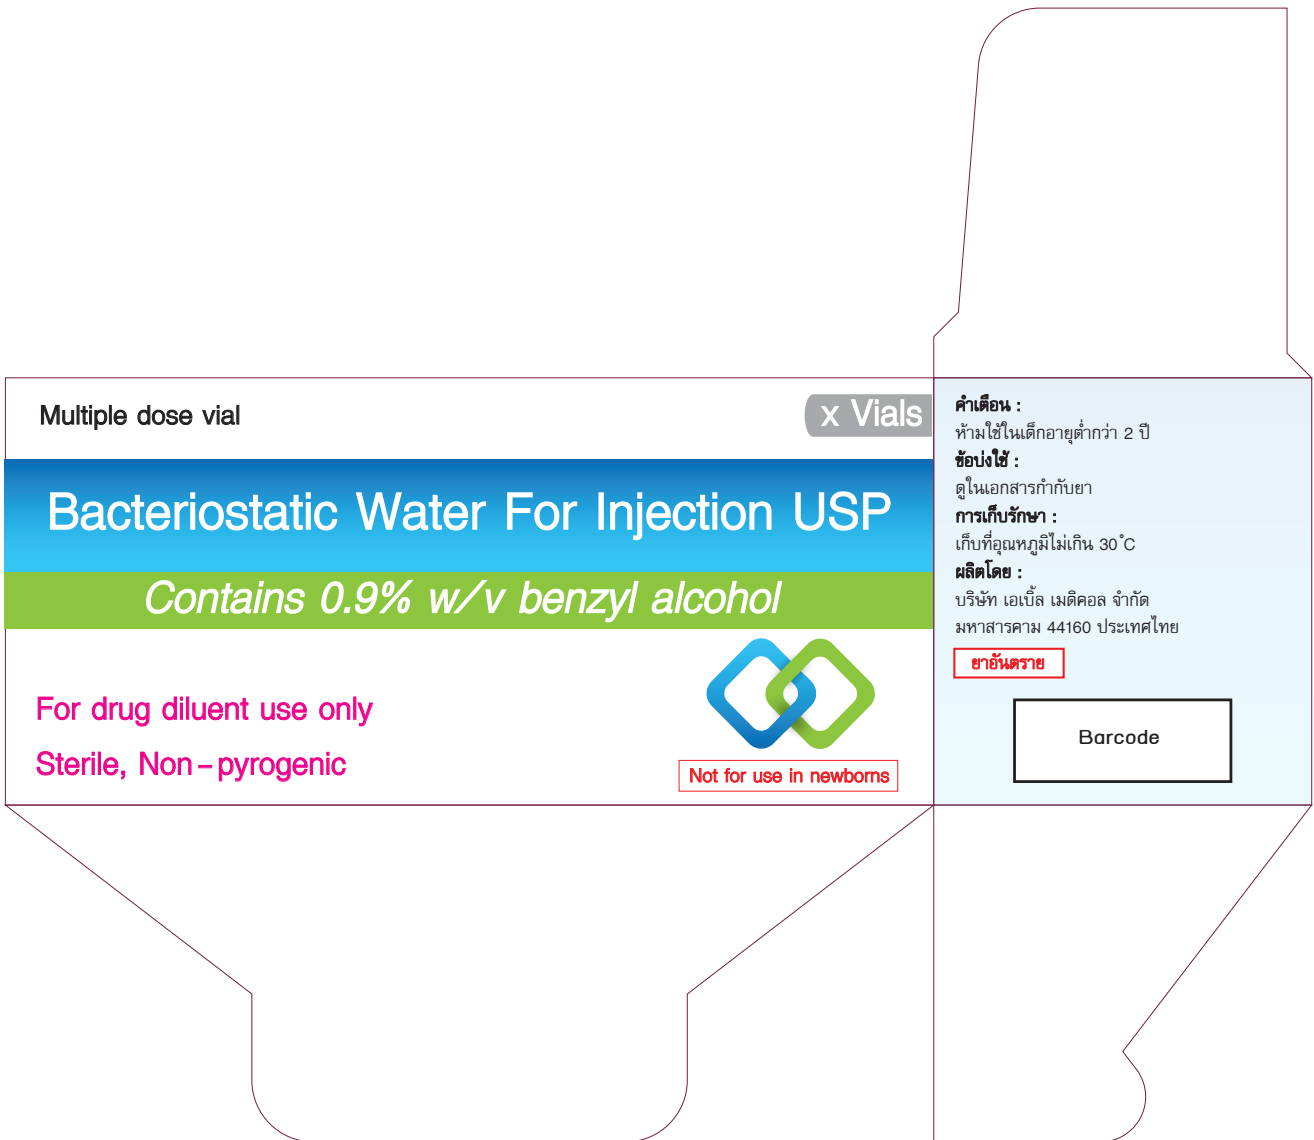 Multiple dose vial
x Vials
Bacteriostatic Water For Injection USP
Contains 0.9% w/v benzyl alcohol
For drug diluent use only
Sterile, Non-pyrogenic
Not for use in newborns
คำเตือน :
ห้ามใช้ในเด็กอายุต่ำกว่า 2 ปี
ข้อบ่งใช้ :
ดูในเอกสารกำกับยา
การเก็บรักษา :
เก็บที่อุณหภูมิไม่เกิน 30°C
ผลิตโดย :
บริษัท เอเบิ้ล เมดิคอล จำกัด
มหาสารคาม 44160 ประเทศไทย
ยาอันตราย
Barcode